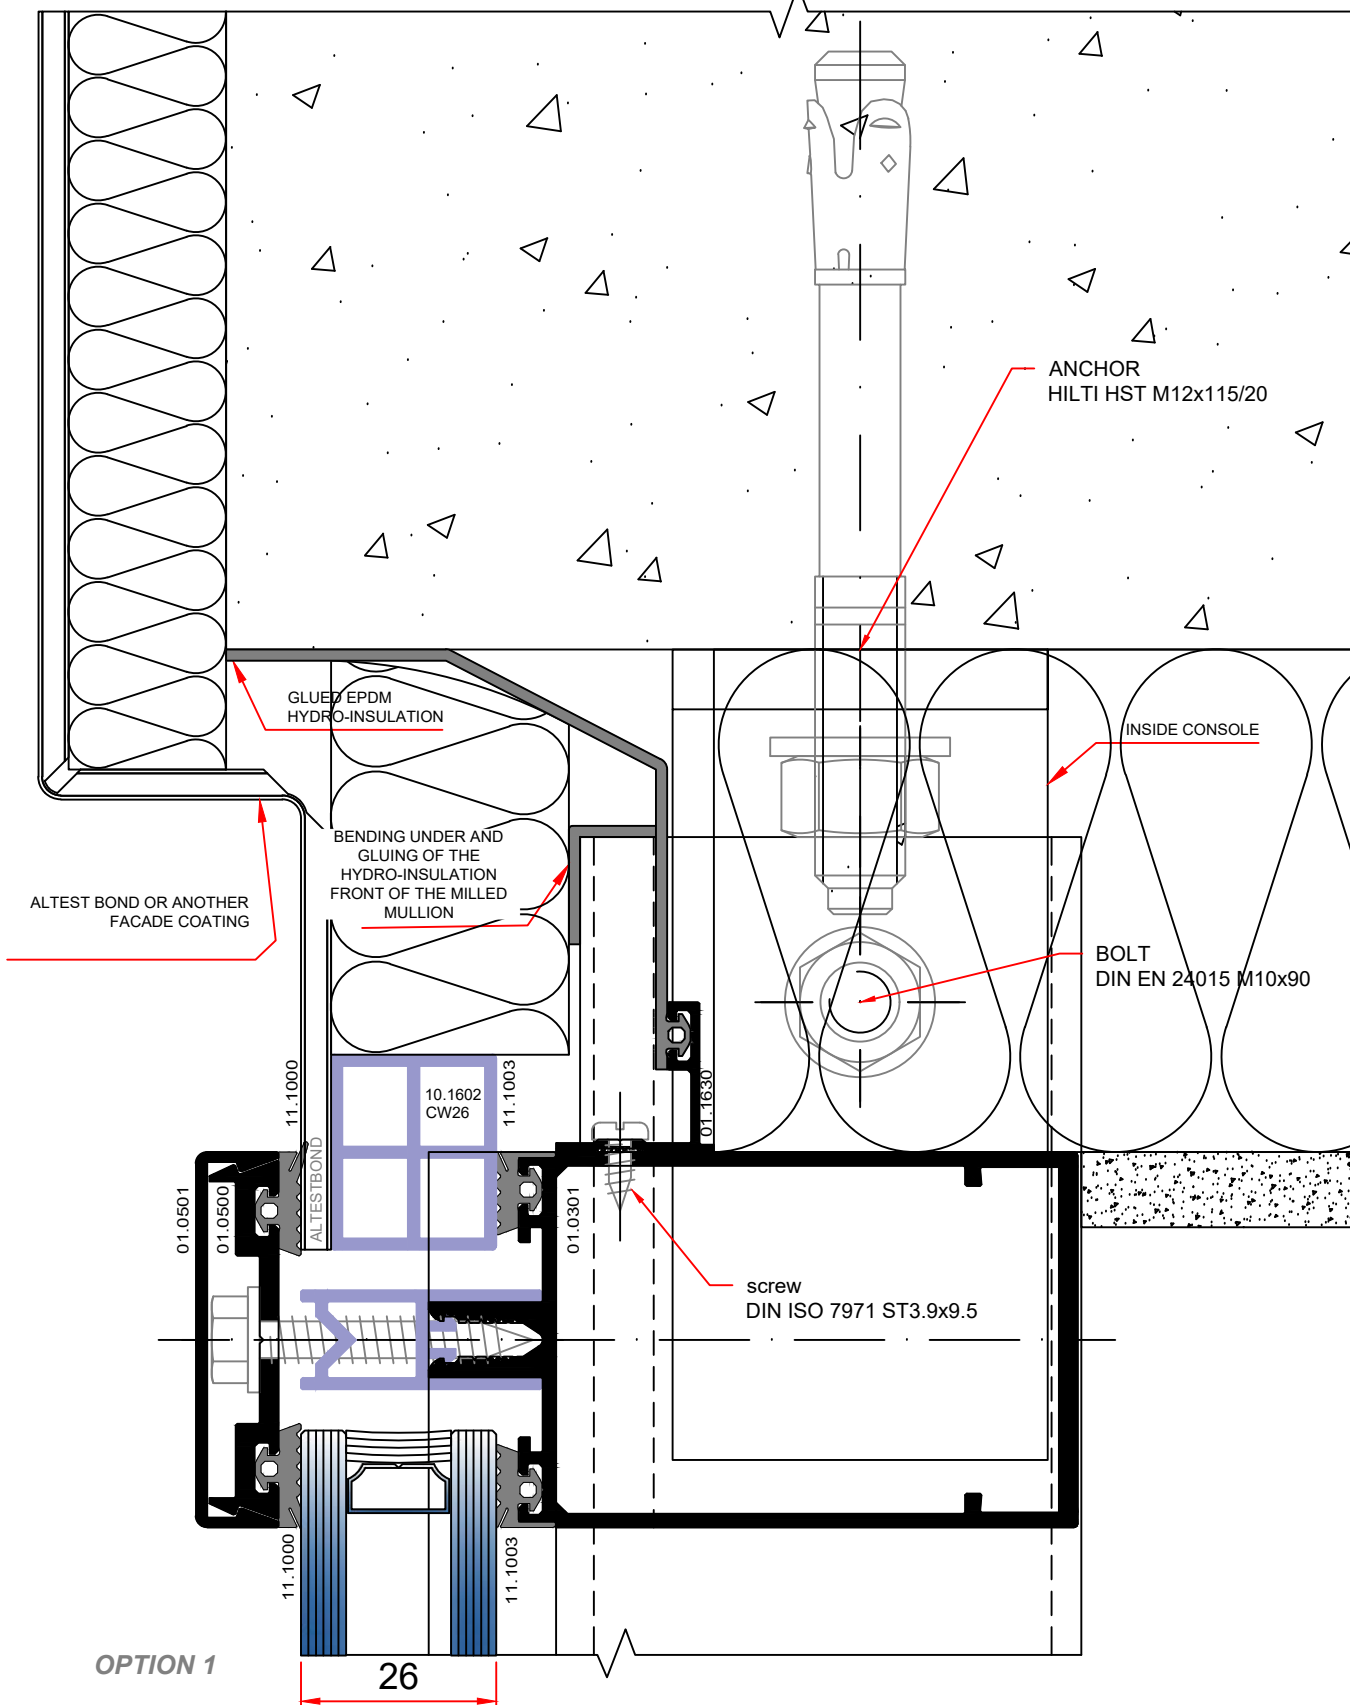 ANCHOR
HILTI HST M12x115/20
GLUED EPDM
HYDRO-INSULATION
INSIDE CONSOLE
BENDING UNDER AND
GLUING OF THE
HYDRO-INSULATION
FRONT OF THE MILLED
MULLION
ALTEST BOND OR ANOTHER
FACADE COATING
BOLT
DIN EN 24015 M10x90
11.1000
10.1602
CW26
11.1003
01.1630
ALTESTBOND
01.0501
01.0500
01.0301
screw
DIN ISO 7971 ST3.9x9.5
11.1000
11.1003
OPTION 1
26